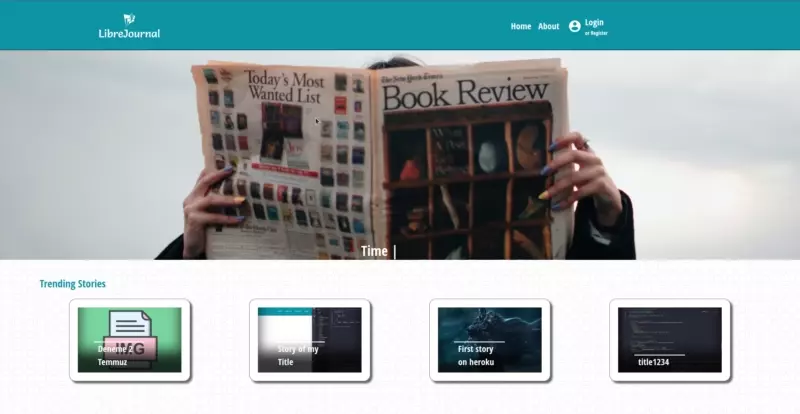 LibreJournal
Home About Login
or Register
Today's Most
Wanted List
The New York Times
Book Review
Time |
Trending Stories
IMG
Deneme 2
Temmuz
Story of my
Title
First story
on heroku
title1234